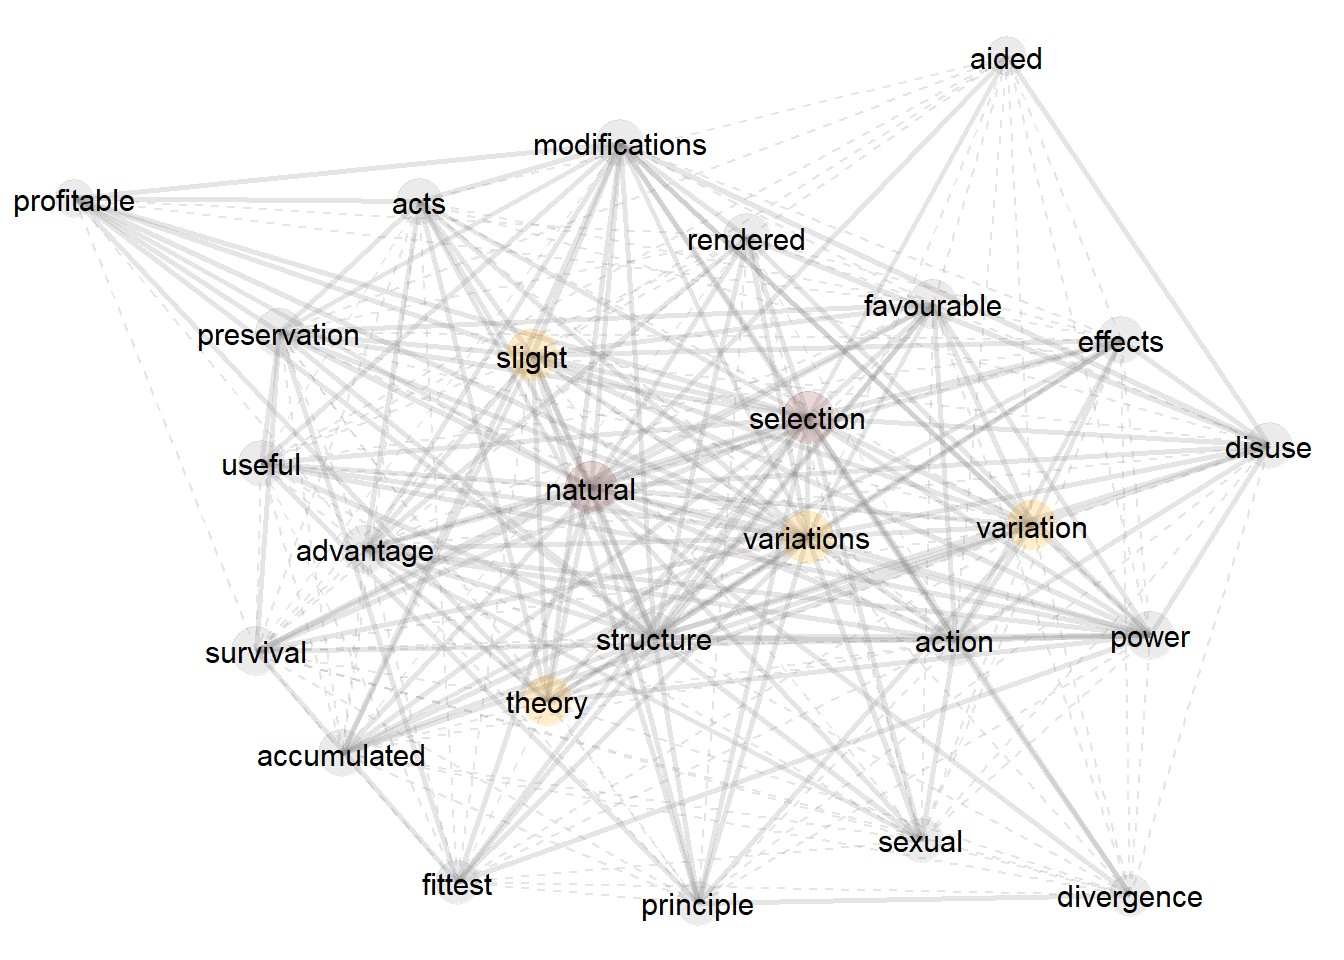 aided
modifications
profitable
acts
rendered
favourable
preservation
effects
slight
selection
disuse
useful
natural
variation
variations
advantage
power
structure
action
survival
theory
accumulated
sexual
fittest
divergence
principle